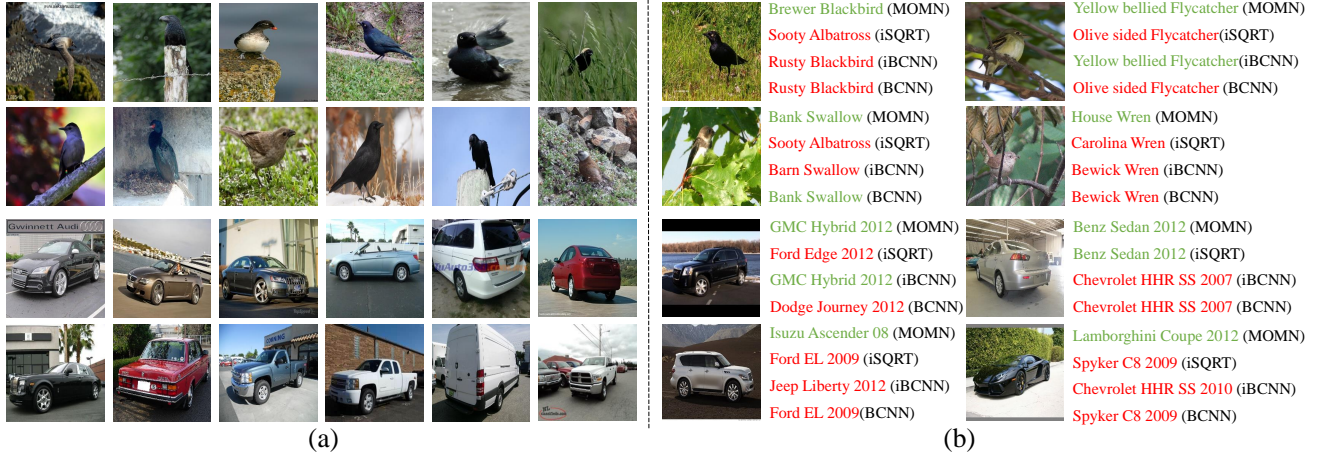 Brewer Blackbird (MOMN)
Sooty Albatross (iSQRT)
Rusty Blackbird (iBCNN)
Rusty Blackbird (BCNN)
Yellow bellied Flycatcher (MOMN)
Olive sided Flycatcher(iSQRT)
Yellow bellied Flycatcher(iBCNN)
Olive sided Flycatcher (BCNN)
Bank Swallow (MOMN)
Sooty Albatross (iSQRT)
Barn Swallow (iBCNN)
Bank Swallow (BCNN)
House Wren (MOMN)
Carolina Wren (iSQRT)
Bewick Wren (iBCNN)
Bewick Wren (BCNN)
Gwinnett Audi
GMC Hybrid 2012 (MOMN)
Ford Edge 2012 (iSQRT)
GMC Hybrid 2012 (iBCNN)
Dodge Journey 2012 (BCNN)
Benz Sedan 2012 (MOMN)
Benz Sedan 2012 (iSQRT)
Chevrolet HHR SS 2007 (iBCNN)
Chevrolet HHR SS 2007 (BCNN)
Isuzu Ascender 08 (MOMN)
Ford EL 2009 (iSQRT)
Jeep Liberty 2012 (iBCNN)
Ford EL 2009(BCNN)
Lamborghini Coupe 2012 (MOMN)
Spyker C8 2009 (iSQRT)
Chevrolet HHR SS 2010 (iBCNN)
Spyker C8 2009 (BCNN)
(a)
(b)